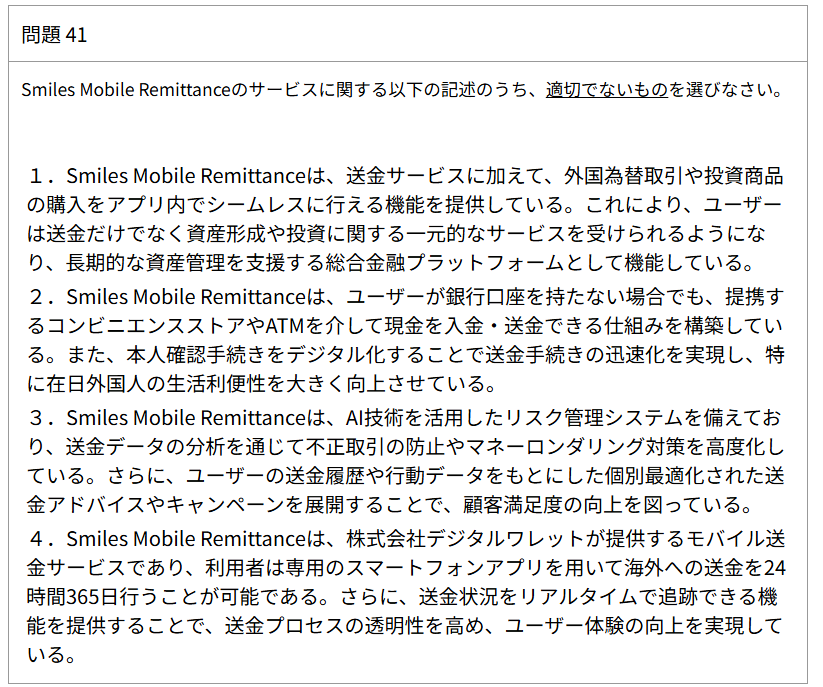 問題 41
Smiles Mobile Remittanceのサービスに関する以下の記述のうち、適切でないものを選びなさい。
１．Smiles Mobile Remittanceは、送金サービスに加えて、外国為替取引や投資商品
の購入をアプリ内でシームレスに行える機能を提供している。これにより、ユーザー
は送金だけでなく資産形成や投資に関する一元的なサービスを受けられるようにな
り、長期的な資産管理を支援する総合金融プラットフォームとして機能している。
２．Smiles Mobile Remittanceは、ユーザーが銀行口座を持たない場合でも、提携す
るコンビニエンスストアやATMを介して現金を入金・送金できる仕組みを構築してい
る。また、本人確認手続きをデジタル化することで送金手続きの迅速化を実現し、特
に在日外国人の生活利便性を大きく向上させている。
３．Smiles Mobile Remittanceは、AI技術を活用したリスク管理システムを備えてお
り、送金データの分析を通じて不正取引の防止やマネーロンダリング対策を高度化し
ている。さらに、ユーザーの送金履歴や行動データをもとにした個別最適化された送
金アドバイスやキャンペーンを展開することで、顧客満足度の向上を図っている。
４．Smiles Mobile Remittanceは、株式会社デジタルワレットが提供するモバイル送
金サービスであり、利用者は専用のスマートフォンアプリを用いて海外への送金を24
時間365日行うことが可能である。さらに、送金状況をリアルタイムで追跡できる機
能を提供することで、送金プロセスの透明性を高め、ユーザー体験の向上を実現して
いる。